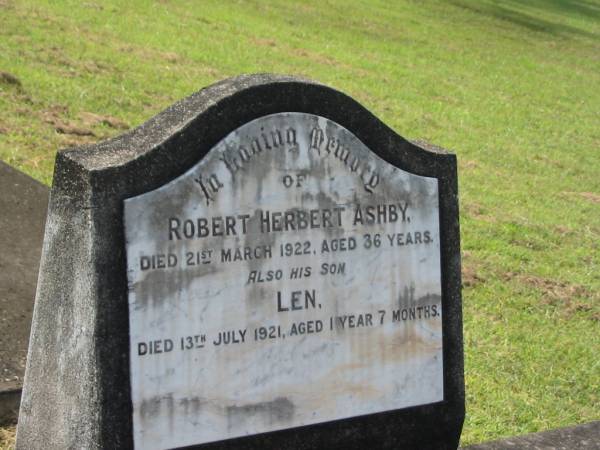 In Loving Memory
OF
ROBERT HERBERT ASHBY,
DIED 21ST MARCH 1922, AGED 36 YEARS.
ALSO HIS SON
LEN,
DIED 13TH JULY 1921, AGED 1 YEAR 7 MONTHS.